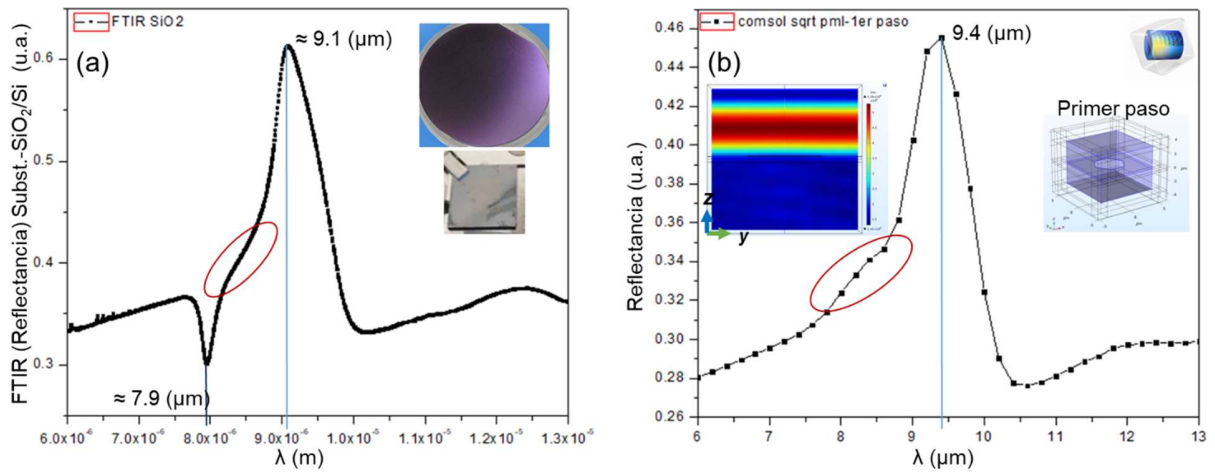 FTIR SiO2
(a)
≈ 9.1 (µm)
≈ 7.9 (µm)
FTIR (Reflectancia) Subst.-SiO₂/Si (u.a.)
0.6
0.5
0.4
0.3
6.0x10⁻⁶ 7.0x10⁻⁶ 8.0x10⁻⁶ 9.0x10⁻⁶ 1.0x10⁻⁵ 1.1x10⁻⁵ 1.2x10⁻⁵ 1.3x10⁻⁵
λ (m)
comsol sqrt pml-1er paso
(b)
9.4 (µm)
Primer paso
z
y
Reflectancia (u.a.)
0.46
0.44
0.42
0.40
0.38
0.36
0.34
0.32
0.30
0.28
0.26
6 7 8 9 10 11 12 13
λ (µm)